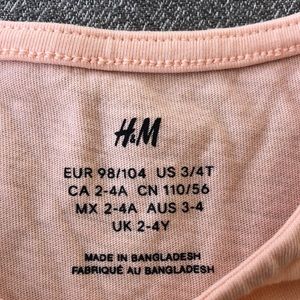 H&M
EUR 98/104 US 3/4T
CA 2-4A CN 110/56
MX 2-4A AUS 3-4
UK 2-4Y
MADE IN BANGLADESH
FABRIQUÉ AU BANGLADESH